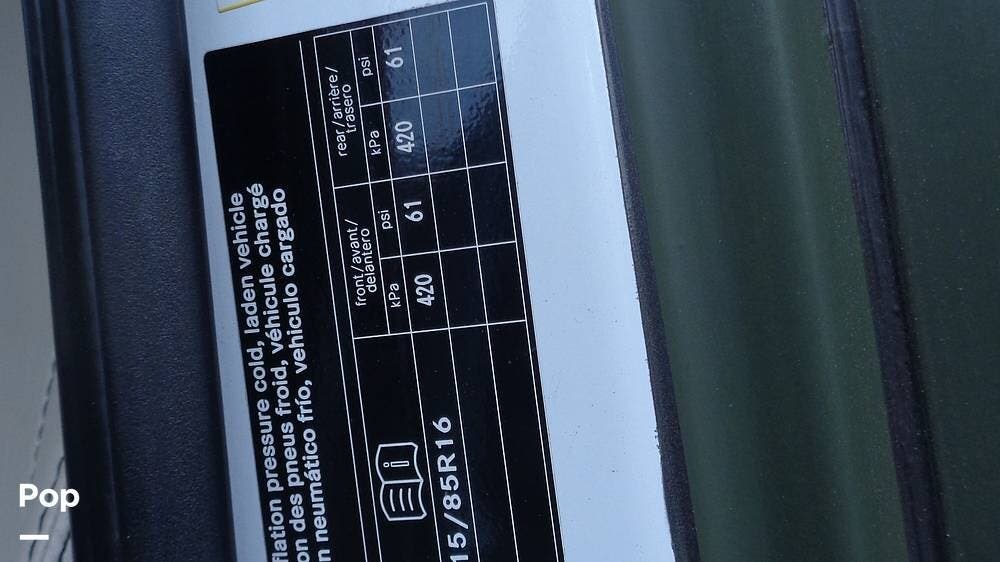 flation pressure cold, laden vehicle
on des pneus froid, véhicule chargé
n neumático frío, vehiculo cargado
front/avant/ rear/arrière/
delantero trasero
kPa psi kPa psi
15/85R16 420 61 420 61
Pop